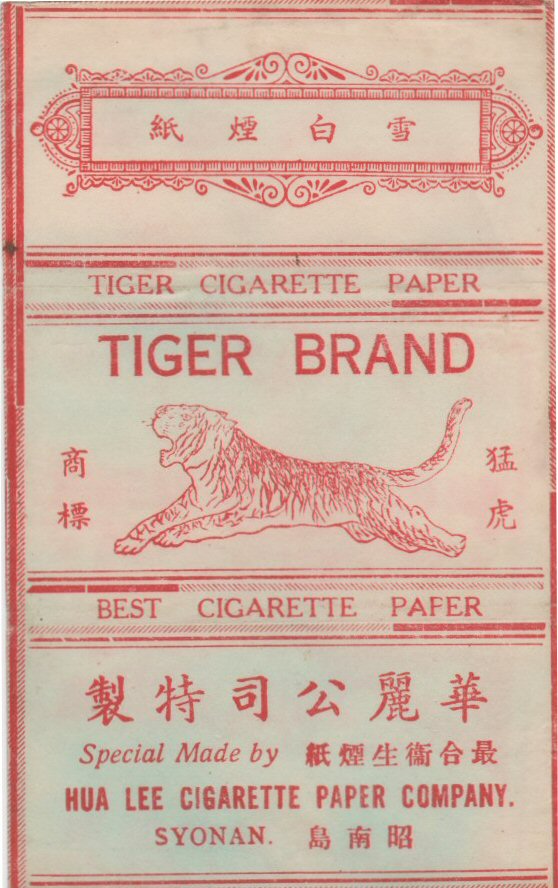 雪白煙紙
TIGER CIGARETTE PAPER
TIGER BRAND
猛虎
商標
BEST CIGARETTE PAFER
華麗公司特製
Special Made by 最合衛生煙紙
HUA LEE CIGARETTE PAPER COMPANY.
SYONAN. 昭南島